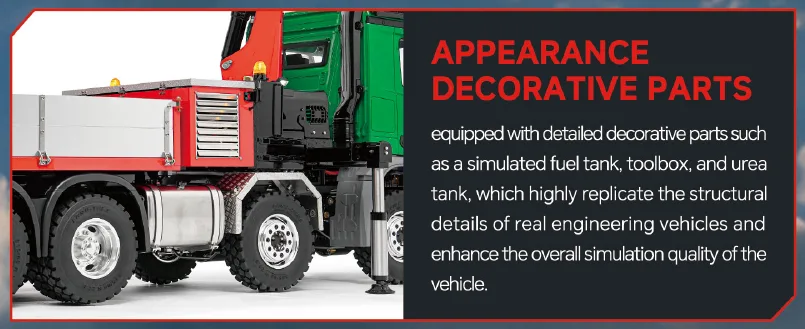 APPEARANCE
DECORATIVE PARTS
equipped with detailed decorative parts such
as a simulated fuel tank, toolbox, and urea
tank, which highly replicate the structural
details of real engineering vehicles and
enhance the overall simulation quality of the
vehicle.